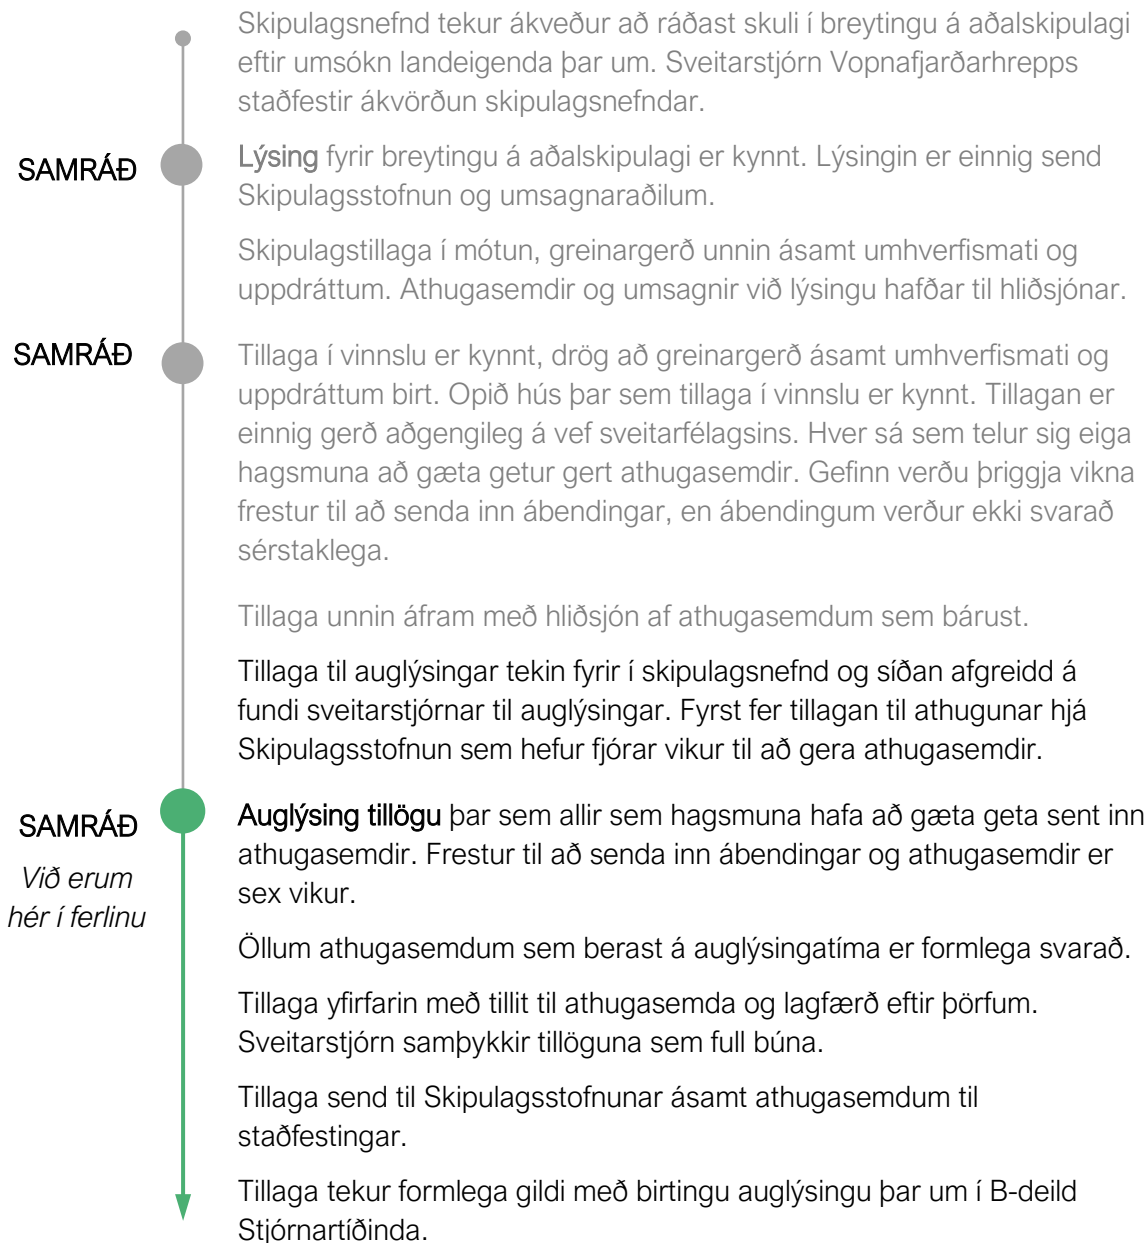 Skipulagsnefnd tekur ákveður að ráðast skuli í breytingu á aðalskipulagi
eftir umsókn landeigenda þar um. Sveitarstjórn Vopnafjarðarhrepps
staðfestir ákvörðun skipulagsnefndar.
SAMRÁÐ
Lýsing fyrir breytingu á aðalskipulagi er kynnt. Lýsingin er einnig send
Skipulagsstofnun og umsagnaraðilum.
Skipulagstillaga í mótun, greinargerð unnin ásamt umhverfismati og
uppdráttum. Athugasemdir og umsagnir við lýsingu hafðar til hliðsjónar.
SAMRÁÐ
Tillaga í vinnslu er kynnt, drög að greinargerð ásamt umhverfismati og
uppdráttum birt. Opið hús þar sem tillaga í vinnslu er kynnt. Tillagan er
einnig gerð aðgengileg á vef sveitarfélagsins. Hver sá sem telur sig eiga
hagsmuna að gæta getur gert athugasemdir. Gefinn verðu þriggja vikna
frestur til að senda inn ábendingar, en ábendingum verður ekki svarað
sérstaklega.
Tillaga unnin áfram með hliðsjón af athugasemdum sem bárust.
Tillaga til auglýsingar tekin fyrir í skipulagsnefnd og síðan afgreidd á
fundi sveitarstjórnar til auglýsingar. Fyrst fer tillagan til athugunar hjá
Skipulagsstofnun sem hefur fjórar vikur til að gera athugasemdir.
SAMRÁÐ
Við erum
hér í ferlinu
Auglýsing tillögu þar sem allir sem hagsmuna hafa að gæta geta sent inn
athugasemdir. Frestur til að senda inn ábendingar og athugasemdir er
sex vikur.
Öllum athugasemdum sem berast á auglýsingatíma er formlega svarað.
Tillaga yfirfarin með tillit til athugasemda og lagfærð eftir þörfum.
Sveitarstjórn samþykkir tillöguna sem full búna.
Tillaga send til Skipulagsstofnunar ásamt athugasemdum til
staðfestingar.
Tillaga tekur formlega gildi með birtingu auglýsingu þar um í B-deild
Stjórnartíðinda.